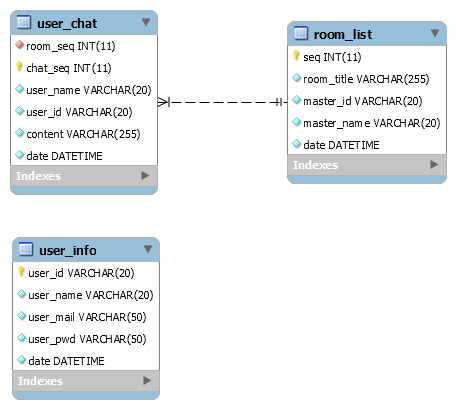 user_chat
room_seq INT(11)
chat_seq INT(11)
user_name VARCHAR(20)
user_id VARCHAR(20)
content VARCHAR(255)
date DATETIME
Indexes
room_list
seq INT(11)
room_title VARCHAR(255)
master_id VARCHAR(20)
master_name VARCHAR(20)
date DATETIME
Indexes
user_info
user_id VARCHAR(20)
user_name VARCHAR(20)
user_mail VARCHAR(50)
user_pwd VARCHAR(50)
date DATETIME
Indexes